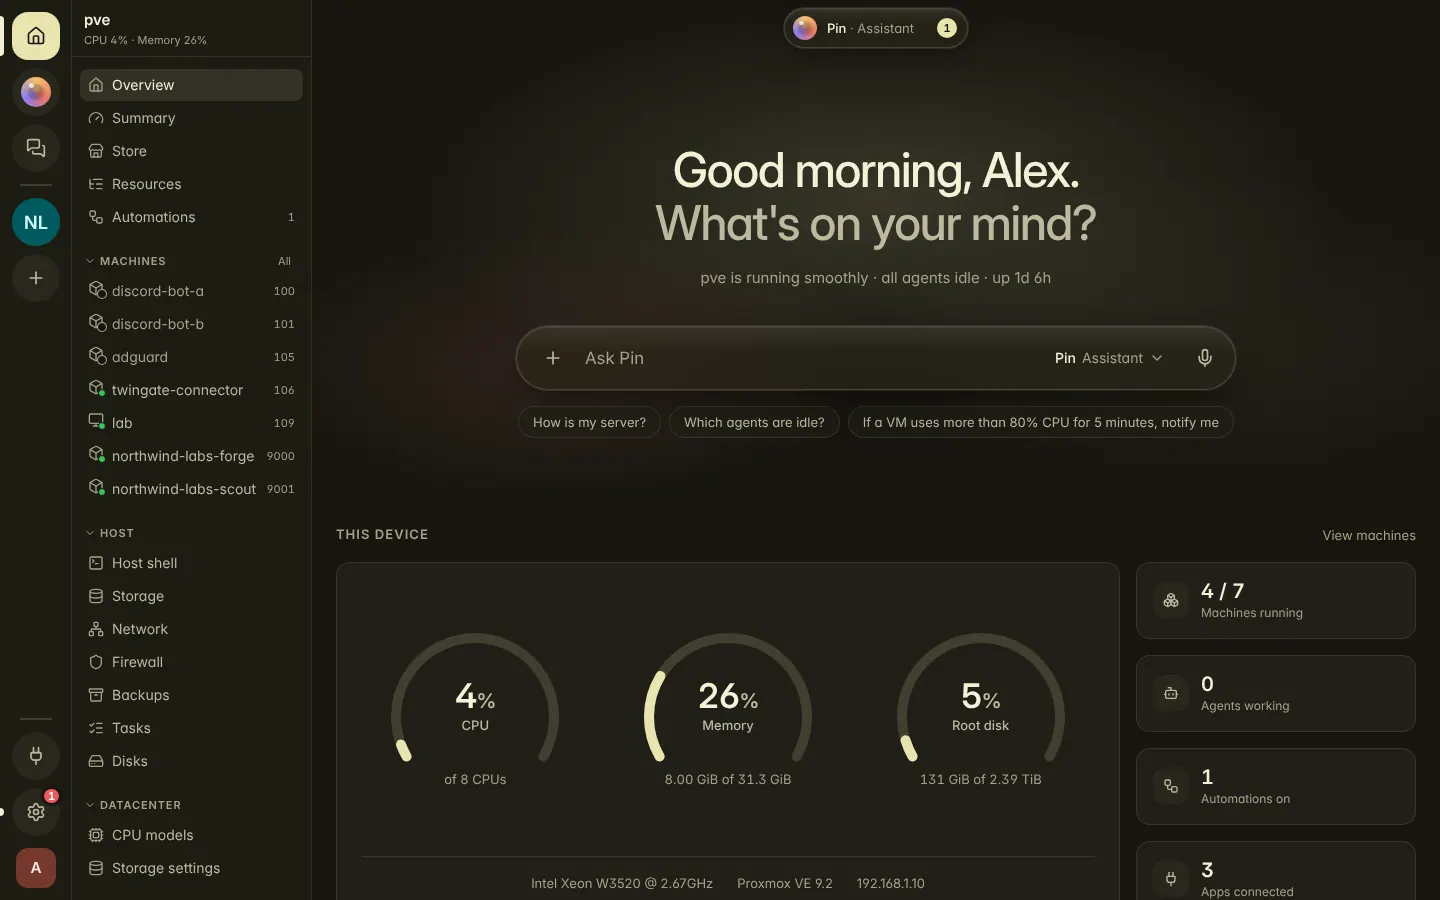 pve
CPU 4% · Memory 26%
Pin · Assistant
1
Overview
Summary
Store
Resources
Automations 1
NL
MACHINES All
discord-bot-a 100
discord-bot-b 101
adguard 105
twingate-connector 106
lab 109
northwind-labs-forge 9000
northwind-labs-scout 9001
HOST
Host shell
Storage
Network
Firewall
Backups
Tasks
Disks
DATACENTER
CPU models
Storage settings
1
A
Good morning, Alex.
What's on your mind?
pve is running smoothly · all agents idle · up 1d 6h
Ask Pin
Pin Assistant
How is my server?
Which agents are idle?
If a VM uses more than 80% CPU for 5 minutes, notify me
THIS DEVICE
View machines
4%
CPU
of 8 CPUs
26%
Memory
8.00 GiB of 31.3 GiB
5%
Root disk
131 GiB of 2.39 TiB
Intel Xeon W3520 @ 2.67GHz Proxmox VE 9.2 192.168.1.10
4 / 7
Machines running
0
Agents working
1
Automations on
3
Apps connected